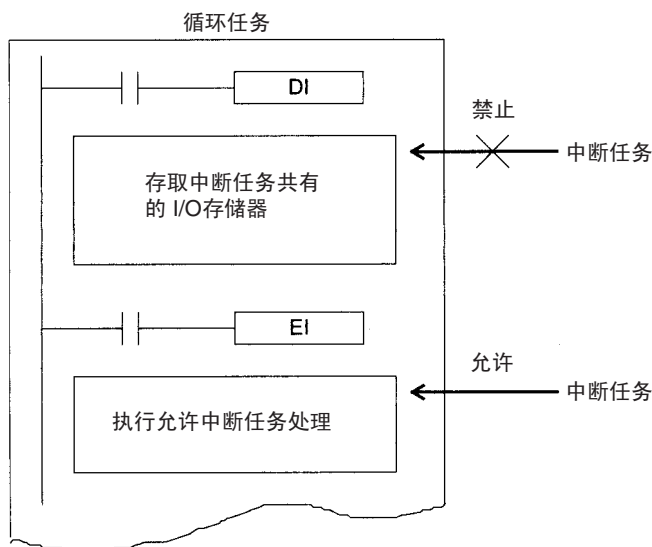 循环任务
DI
禁止
中断任务
存取中断任务共有
的 I/O存储器
EI
允许
中断任务
执行允许中断任务处理